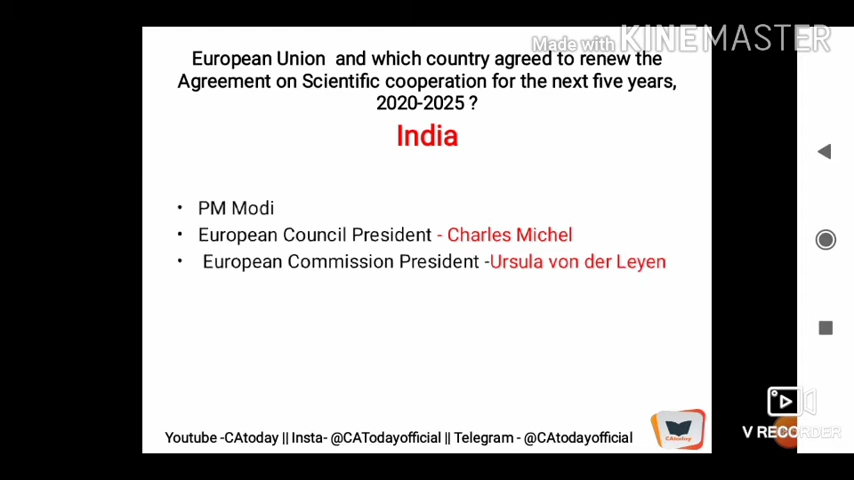 Made with KINEMASTER
European Union and which country agreed to renew the
Agreement on Scientific cooperation for the next five years,
2020-2025 ?
India
• PM Modi
• European Council President - Charles Michel
• European Commission President -Ursula von der Leyen
Youtube -CAtoday || Insta- @CATodayofficial || Telegram - @CAtodayofficial
CAtoday
V RECORDER